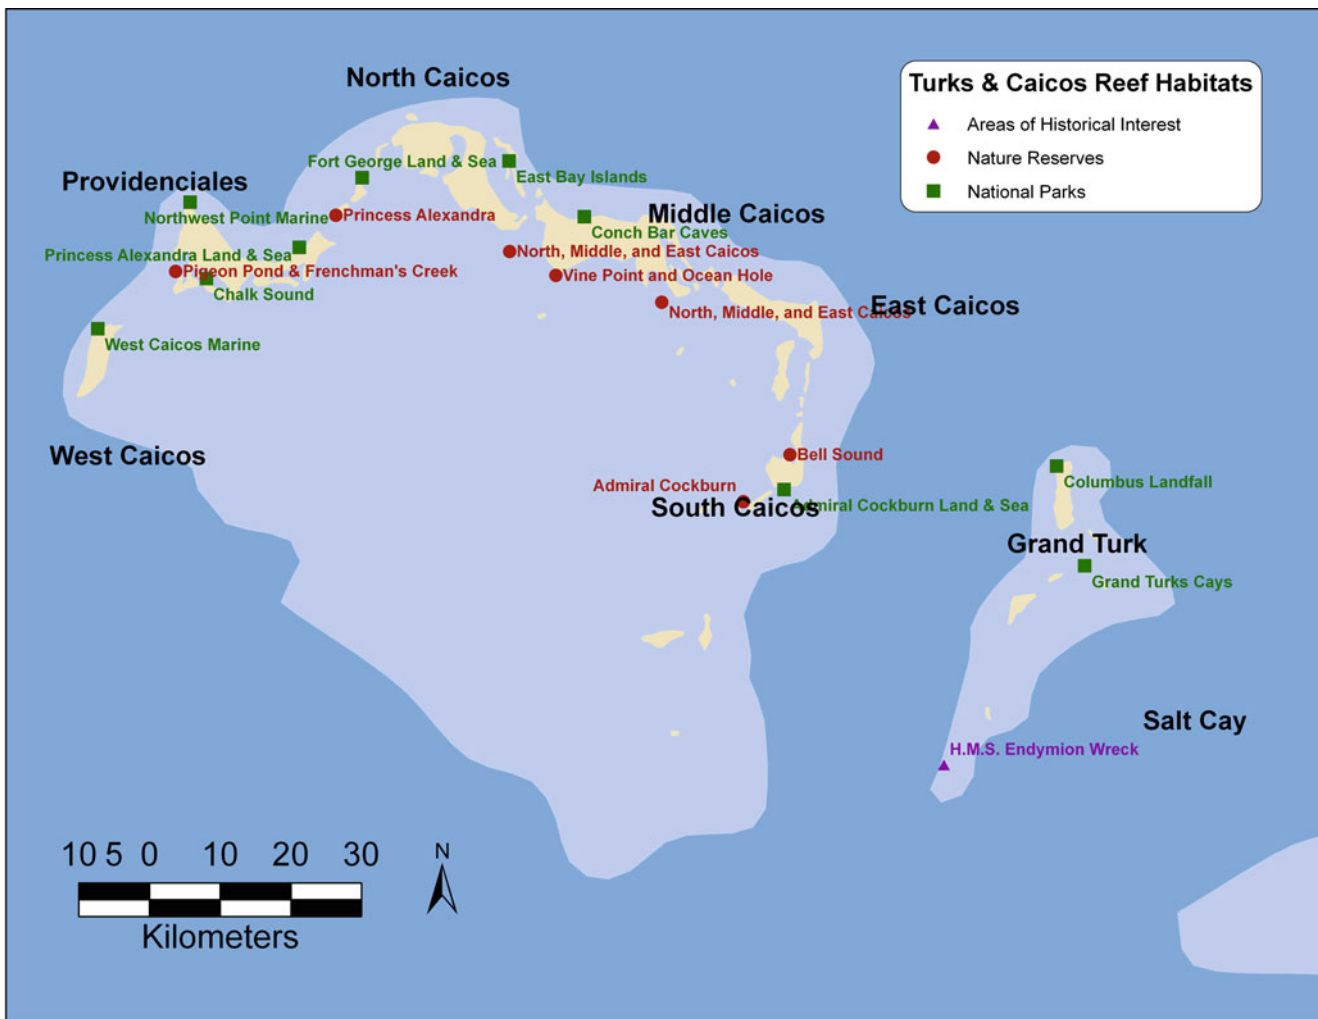 North Caicos
Turks & Caicos Reef Habitats
Areas of Historical Interest
Nature Reserves
National Parks
Fort George Land & Sea
East Bay Islands
Providenciales
Northwest Point Marine
Princess Alexandra
Middle Caicos
Conch Bar Caves
Princess Alexandra Land & Sea
North, Middle, and East Caicos
Pigeon Pond & Frenchman's Creek
Vine Point and Ocean Hole
Chalk Sound
North, Middle, and East Caicos
East Caicos
West Caicos Marine
West Caicos
Bell Sound
Columbus Landfall
Admiral Cockburn
South Caicos
Admiral Cockburn Land & Sea
Grand Turk
Grand Turks Cays
Salt Cay
H.M.S. Endymion Wreck
10 5 0 10 20 30
N
Kilometers